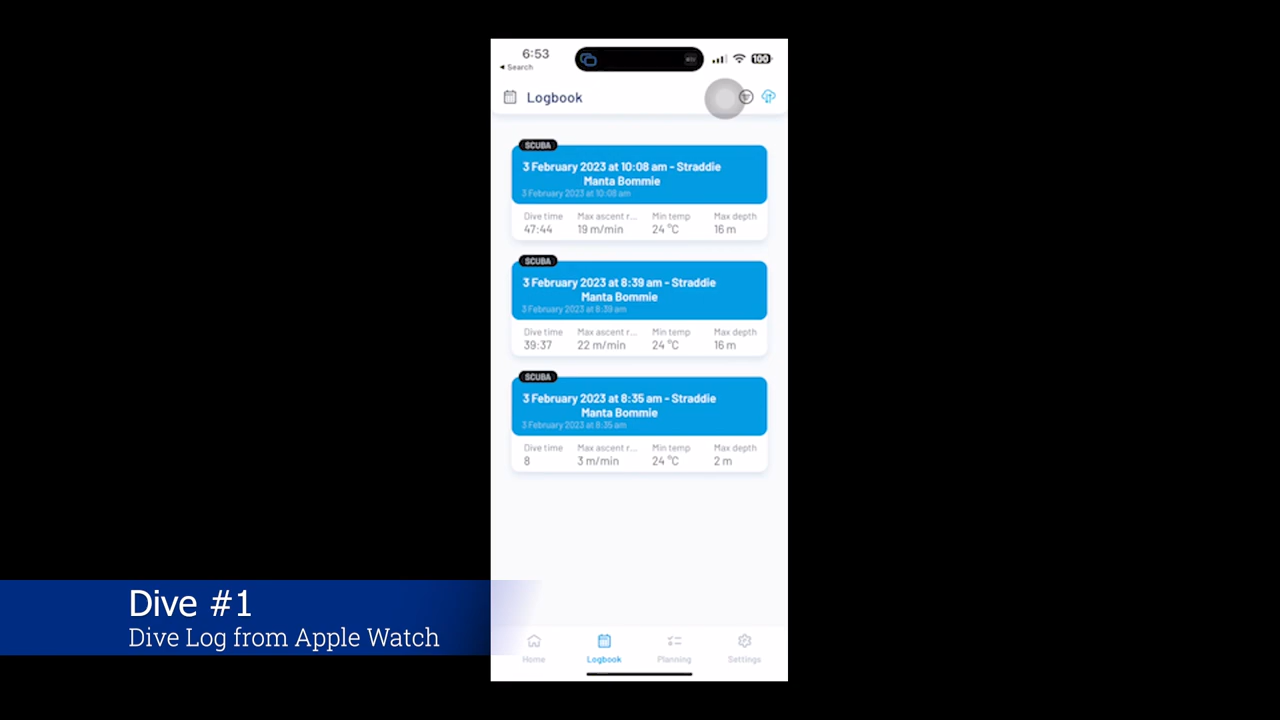 6:53
◄ Search
100
Logbook
SCUBA
3 February 2023 at 10:08 am - Straddie
Manta Bommie
3 February 2023 at 10:08 am
Dive time Max ascent r... Min temp Max depth
47:44 19 m/min 24 °C 16 m
SCUBA
3 February 2023 at 8:39 am - Straddie
Manta Bommie
3 February 2023 at 8:39 am
Dive time Max ascent r... Min temp Max depth
39:37 22 m/min 24 °C 16 m
SCUBA
3 February 2023 at 8:35 am - Straddie
Manta Bommie
3 February 2023 at 8:35 am
Dive time Max ascent r... Min temp Max depth
8 3 m/min 24 °C 2 m
Dive #1
Dive Log from Apple Watch
Home Logbook Planning Settings